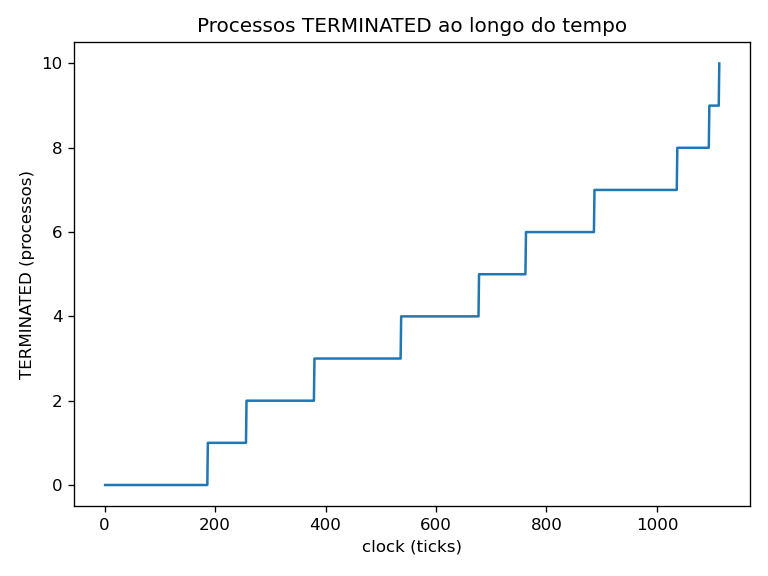 Processos TERMINATED ao longo do tempo
TERMINATED (processos)
10
8
6
4
2
0
0 200 400 600 800 1000
clock (ticks)